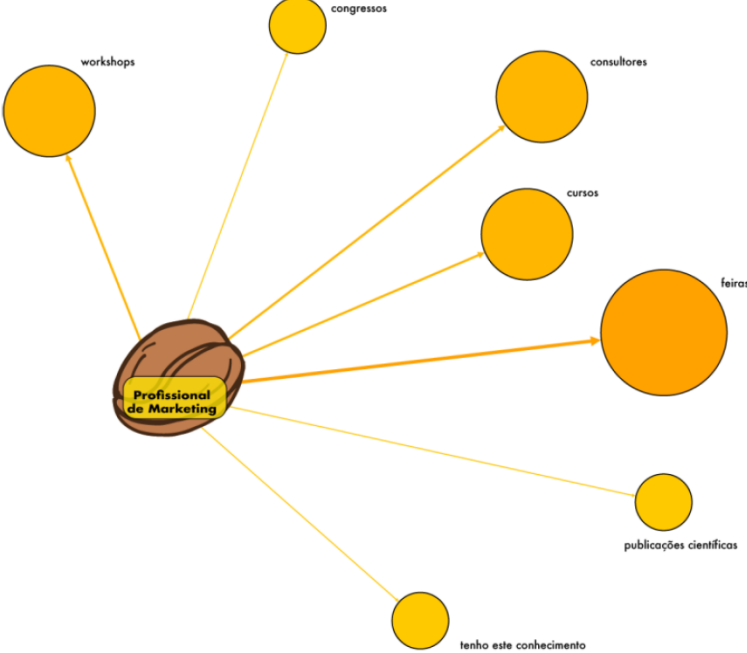 congressos
workshops
consultores
cursos
feiras
Profissional
de Marketing
publicações científicas
tenho este conhecimento